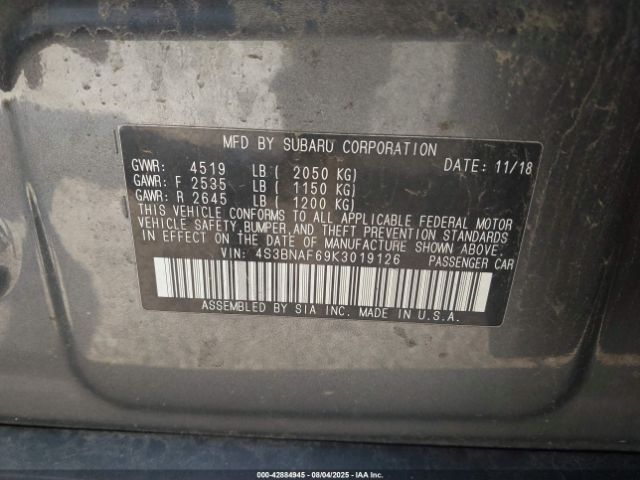 MFD BY SUBARU CORPORATION
GVWR: 4519 LB ( 2050 KG) DATE: 11/18
GAWR: F 2535 LB ( 1150 KG)
GAWR: R 2645 LB ( 1200 KG)
THIS VEHICLE CONFORMS TO ALL APPLICABLE FEDERAL MOTOR
VEHICLE SAFETY, BUMPER, AND THEFT PREVENTION STANDARDS
IN EFFECT ON THE DATE OF MANUFACTURE SHOWN ABOVE.
VIN: 4S3BNAF69K3019126 PASSENGER CAR
ASSEMBLED BY SIA INC. MADE IN U.S.A.
000-42884945 - 08/04/2025 - IAAI.COM